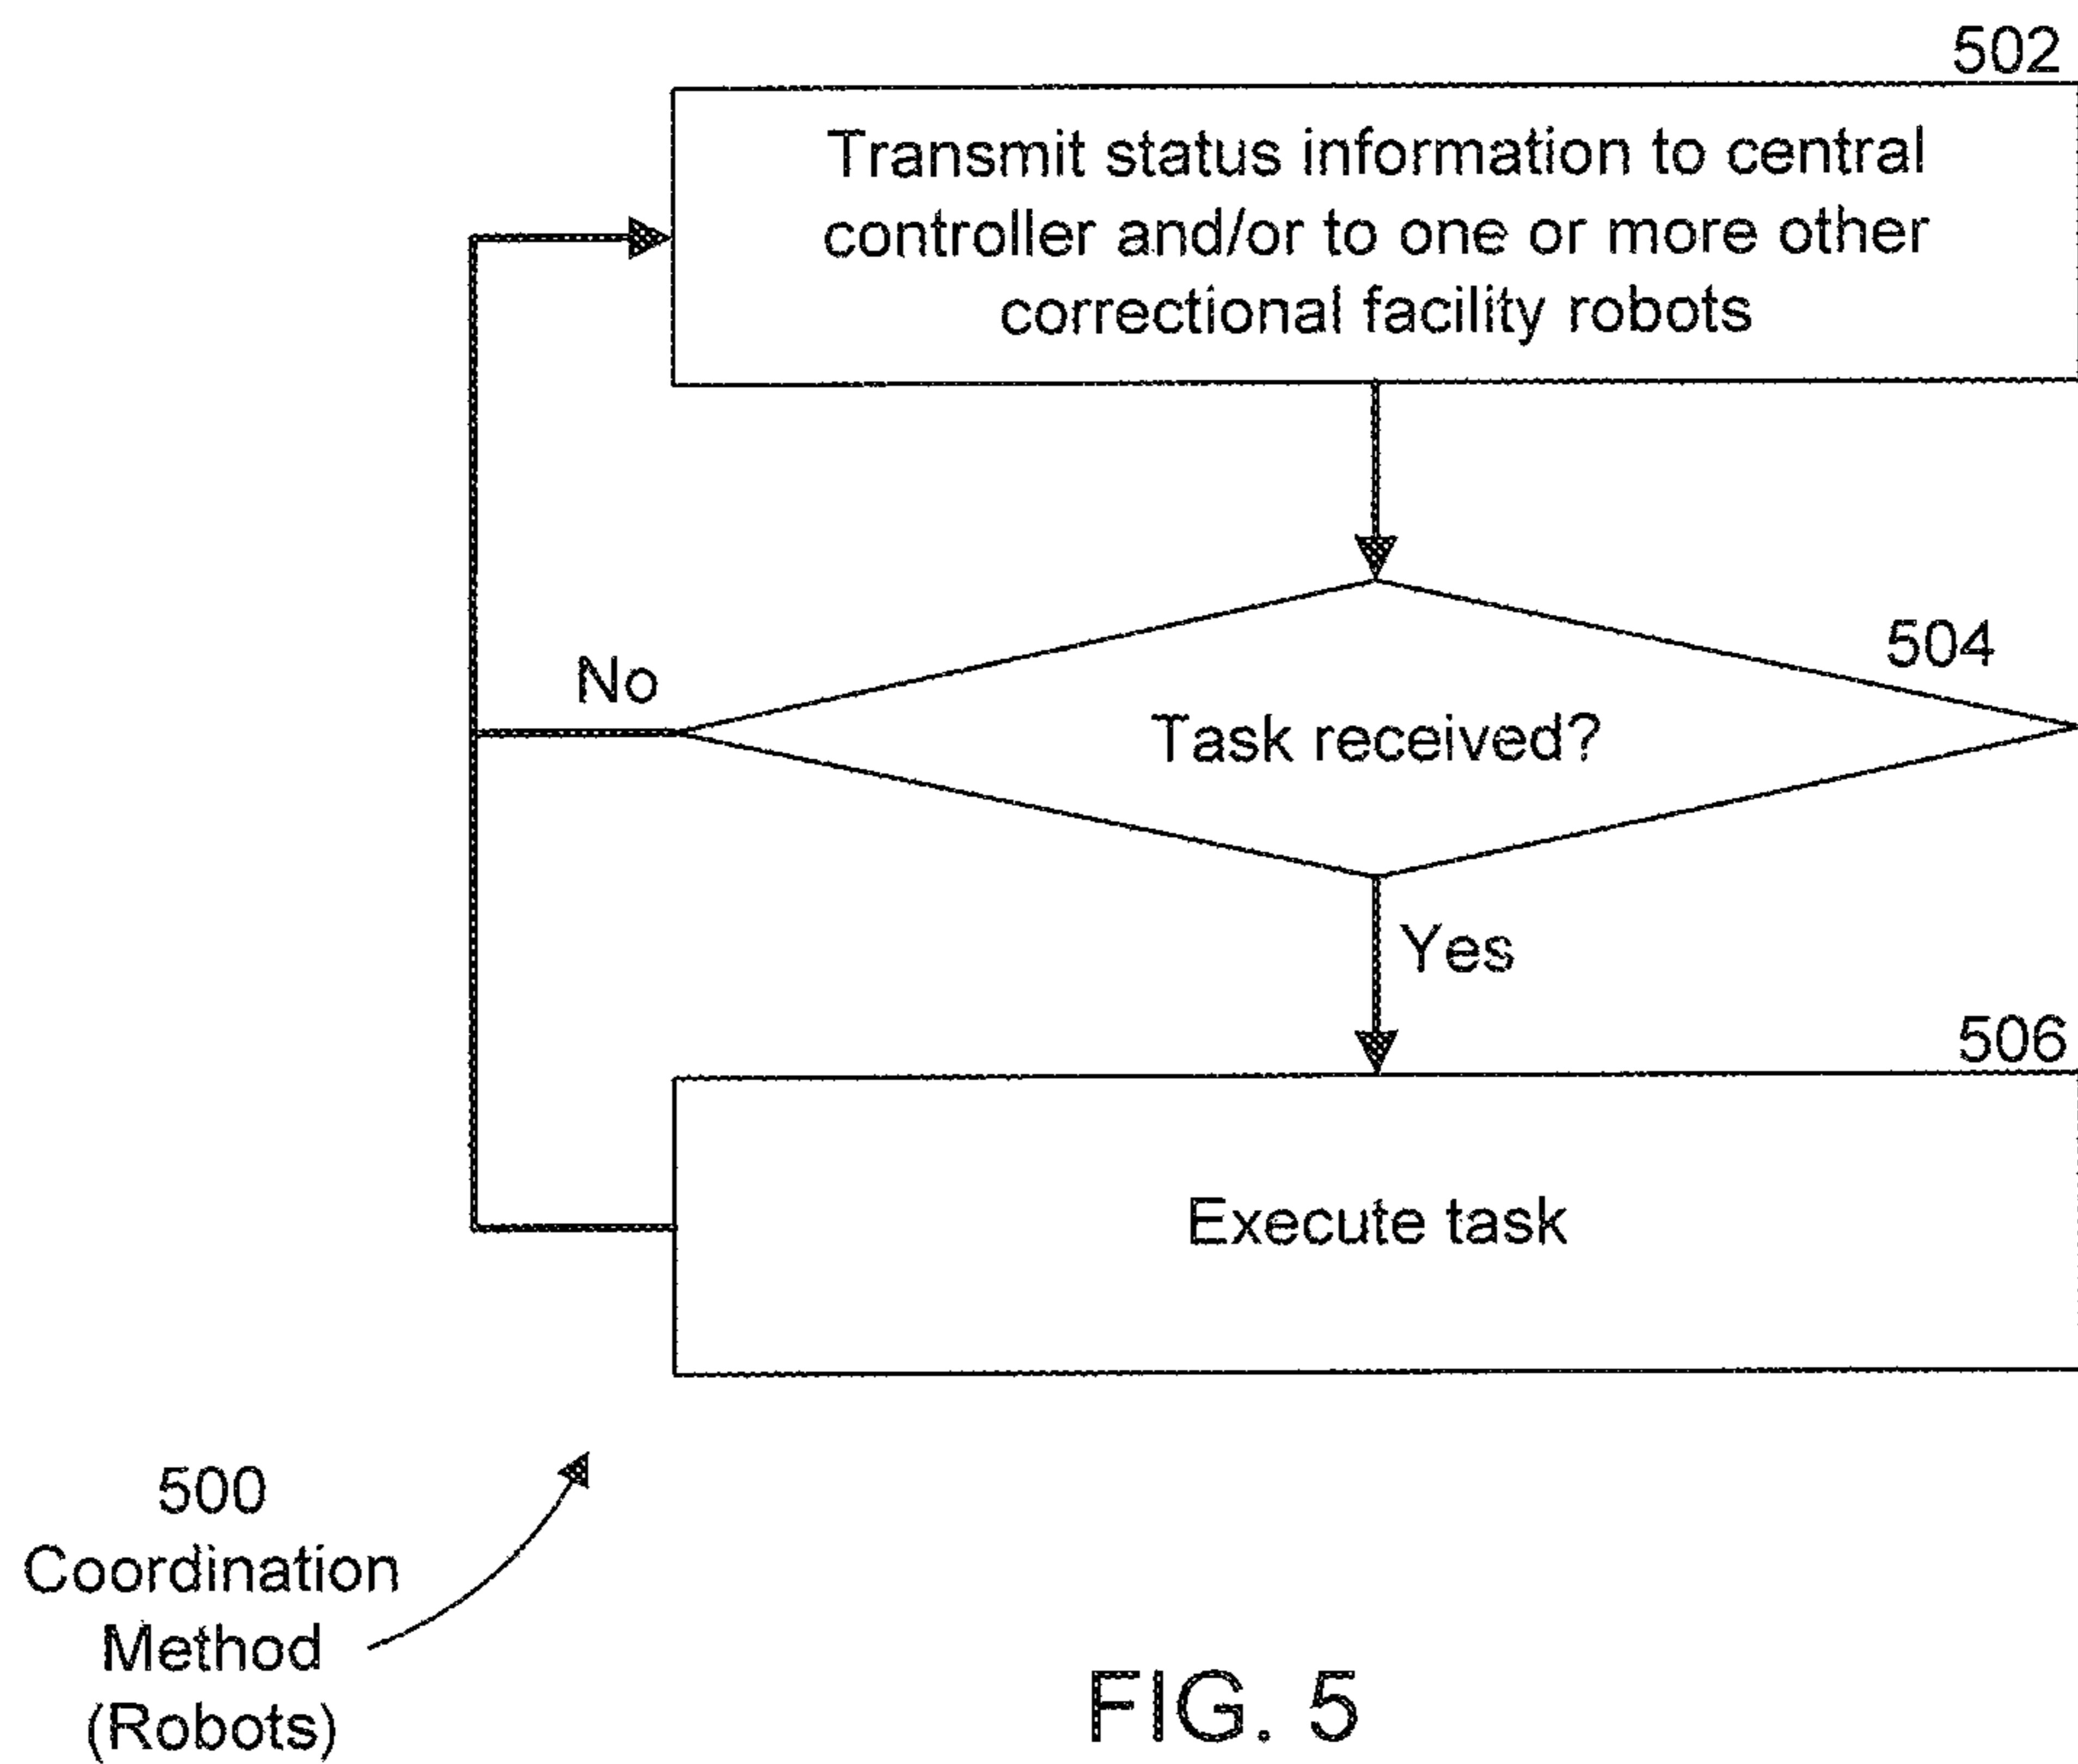 502
Transmit status information to central
controller and/or to one or more other
correctional facility robots
No
504
Task received?
Yes
506
Execute task
500
Coordination
Method
(Robots)
FIG. 5